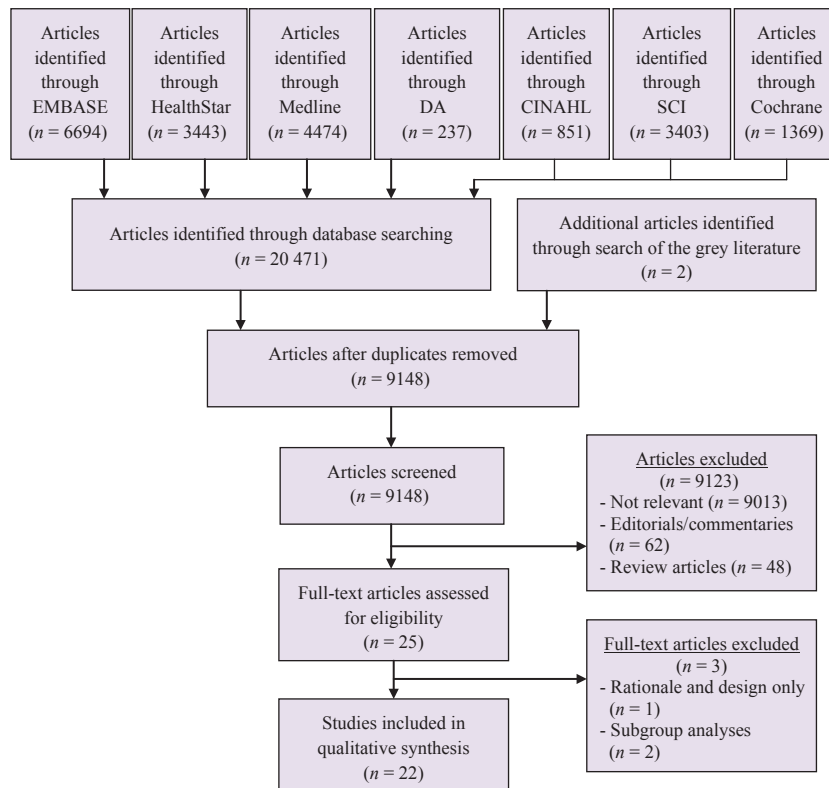 Articles
identified
through
EMBASE
(n = 6694)
Articles
identified
through
HealthStar
(n = 3443)
Articles
identified
through
Medline
(n = 4474)
Articles
identified
through
DA
(n = 237)
Articles
identified
through
CINAHL
(n = 851)
Articles
identified
through
SCI
(n = 3403)
Articles
identified
through
Cochrane
(n = 1369)
Articles identified through database searching
(n = 20 471)
Additional articles identified
through search of the grey literature
(n = 2)
Articles after duplicates removed
(n = 9148)
Articles screened
(n = 9148)
Articles excluded
(n = 9123)
- Not relevant (n = 9013)
- Editorials/commentaries
(n = 62)
- Review articles (n = 48)
Full-text articles assessed
for eligibility
(n = 25)
Full-text articles excluded
(n = 3)
- Rationale and design only
(n = 1)
- Subgroup analyses
(n = 2)
Studies included in
qualitative synthesis
(n = 22)